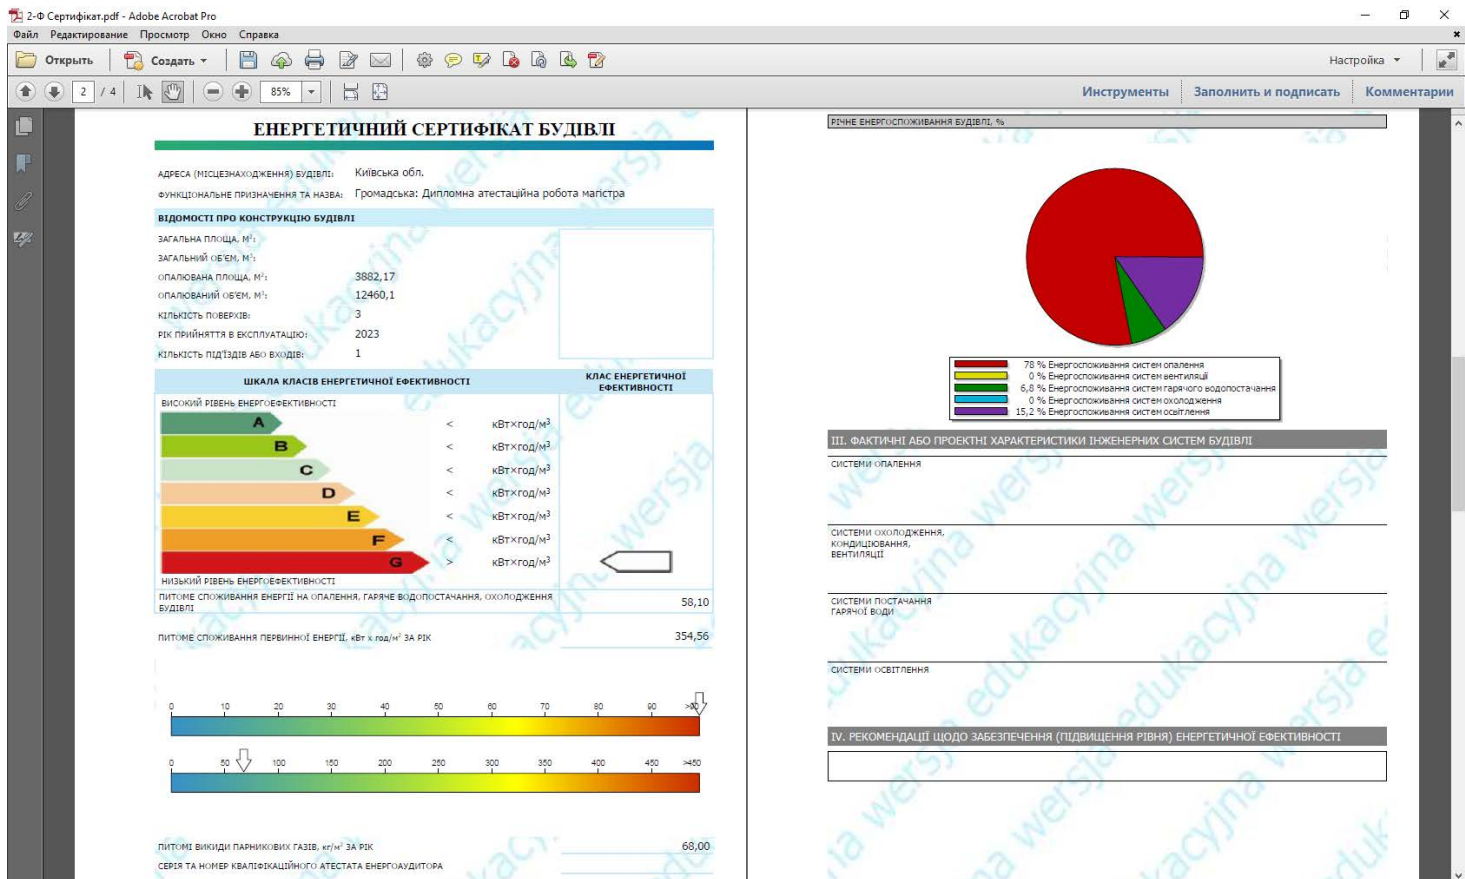 2-Ф Сертифікат.pdf - Adobe Acrobat Pro
Файл Редактирование Просмотр Окно Справка
Открыть Создать Настройка
2 / 4 85% Инструменты Заполнить и подписать Комментарии
ЕНЕРГЕТИЧНИЙ СЕРТИФІКАТ БУДІВЛІ
АДРЕСА (МІСЦЕЗНАХОДЖЕННЯ) БУДІВЛІ: Київська обл.
ФУНКЦІОНАЛЬНЕ ПРИЗНАЧЕННЯ ТА НАЗВА: Громадська: Дипломна атестаційна робота магістра
ВІДОМОСТІ ПРО КОНСТРУКЦІЮ БУДІВЛІ
ЗАГАЛЬНА ПЛОЩА, М²:
ЗАГАЛЬНИЙ ОБ'ЄМ, М³:
ОПАЛЮВАНА ПЛОЩА, М²: 3882,17
ОПАЛЮВАНИЙ ОБ'ЄМ, М³: 12460,1
КІЛЬКІСТЬ ПОВЕРХІВ: 3
РІК ПРИЙНЯТТЯ В ЕКСПЛУАТАЦІЮ: 2023
КІЛЬКІСТЬ ПІД'ЇЗДІВ АБО ВХОДІВ: 1
ШКАЛА КЛАСІВ ЕНЕРГЕТИЧНОЇ ЕФЕКТИВНОСТІ
КЛАС ЕНЕРГЕТИЧНОЇ
ЕФЕКТИВНОСТІ
ВИСОКИЙ РІВЕНЬ ЕНЕРГОЕФЕКТИВНОСТІ
A < кВт×год/м³
B < кВт×год/м³
C < кВт×год/м³
D < кВт×год/м³
E < кВт×год/м³
F < кВт×год/м³
G > кВт×год/м³
НИЗЬКИЙ РІВЕНЬ ЕНЕРГОЕФЕКТИВНОСТІ
ПИТОМЕ СПОЖИВАННЯ ЕНЕРГІЇ НА ОПАЛЕННЯ, ГАРЯЧЕ ВОДОПОСТАЧАННЯ, ОХОЛОДЖЕННЯ
БУДІВЛІ 58,10
ПИТОМЕ СПОЖИВАННЯ ПЕРВИННОЇ ЕНЕРГІЇ, кВт х год/м² ЗА РІК 354,56
0 10 20 30 40 50 60 70 80 90 >90
0 50 100 150 200 250 300 350 400 450 >450
ПИТОМІ ВИКИДИ ПАРНИКОВИХ ГАЗІВ, кг/м² ЗА РІК 68,00
СЕРІЯ ТА НОМЕР КВАЛІФІКАЦІЙНОГО АТЕСТАТА ЕНЕРГОАУДИТОРА
РІЧНЕ ЕНЕРГОСПОЖИВАННЯ БУДІВЛІ, %
78 % Енергоспоживання систем опалення
0 % Енергоспоживання систем вентиляції
6,8 % Енергоспоживання систем гарячого водопостачання
0 % Енергоспоживання систем охолодження
15,2 % Енергоспоживання систем освітлення
III. ФАКТИЧНІ АБО ПРОЕКТНІ ХАРАКТЕРИСТИКИ ІНЖЕНЕРНИХ СИСТЕМ БУДІВЛІ
СИСТЕМИ ОПАЛЕННЯ
СИСТЕМИ ОХОЛОДЖЕННЯ,
КОНДИЦІЮВАННЯ,
ВЕНТИЛЯЦІЇ
СИСТЕМИ ПОСТАЧАННЯ
ГАРЯЧОЇ ВОДИ
СИСТЕМИ ОСВІТЛЕННЯ
IV. РЕКОМЕНДАЦІЇ ЩОДО ЗАБЕЗПЕЧЕННЯ (ПІДВИЩЕННЯ РІВНЯ) ЕНЕРГЕТИЧНОЇ ЕФЕКТИВНОСТІ
wersja edukacyjna